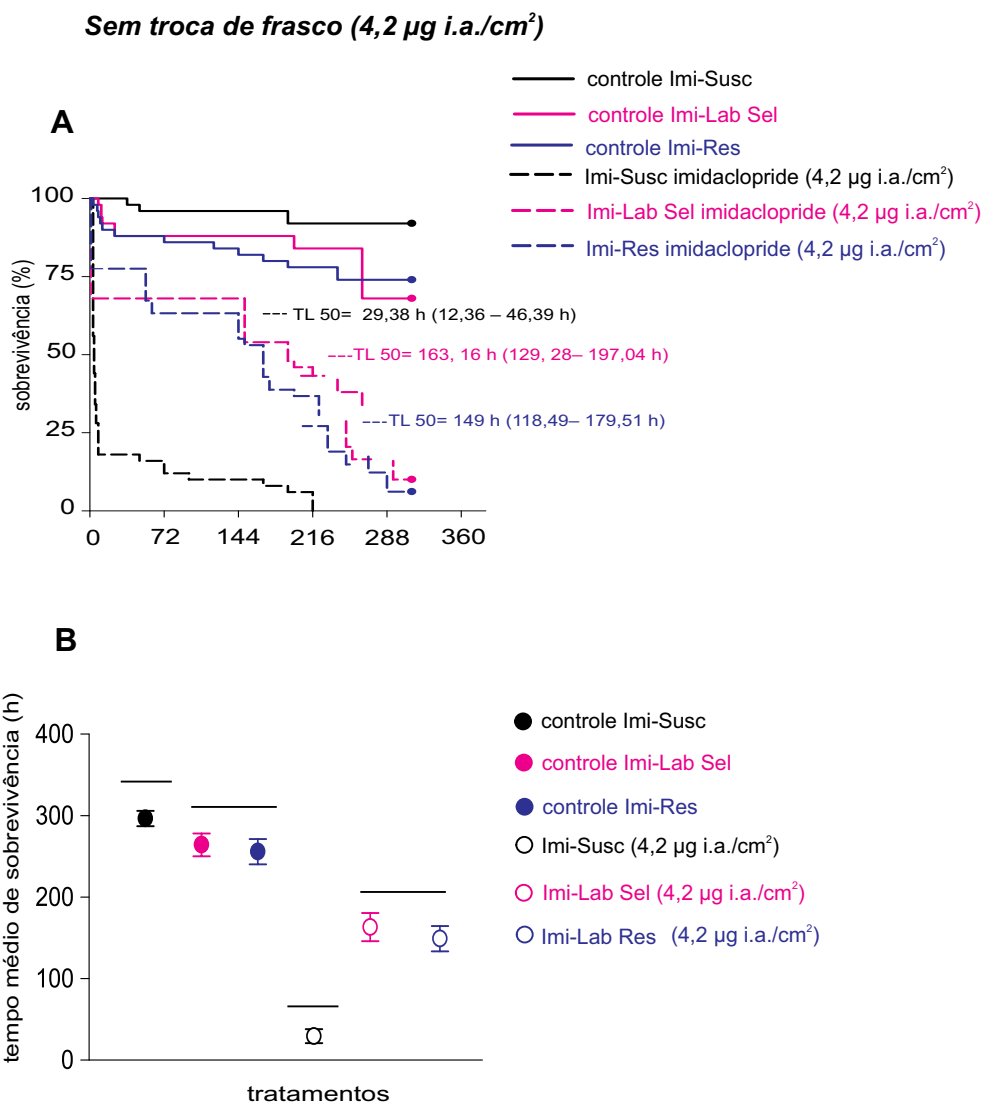 Sem troca de frasco (4,2 µg i.a./cm²)
controle Imi-Susc
controle Imi-Lab Sel
controle Imi-Res
Imi-Susc imidaclopride (4,2 µg i.a./cm²)
Imi-Lab Sel imidaclopride (4,2 µg i.a./cm²)
Imi-Res imidaclopride (4,2 µg i.a./cm²)
A
sobrevivência (%)
100
75
50
25
0
TL 50= 29,38 h (12,36 – 46,39 h)
TL 50= 163, 16 h (129, 28– 197,04 h)
TL 50= 149 h (118,49– 179,51 h)
0 72 144 216 288 360
B
tempo médio de sobrevivência (h)
400
300
200
100
0
tratamentos
controle Imi-Susc
controle Imi-Lab Sel
controle Imi-Res
Imi-Susc (4,2 µg i.a./cm²)
Imi-Lab Sel (4,2 µg i.a./cm²)
Imi-Lab Res (4,2 µg i.a./cm²)